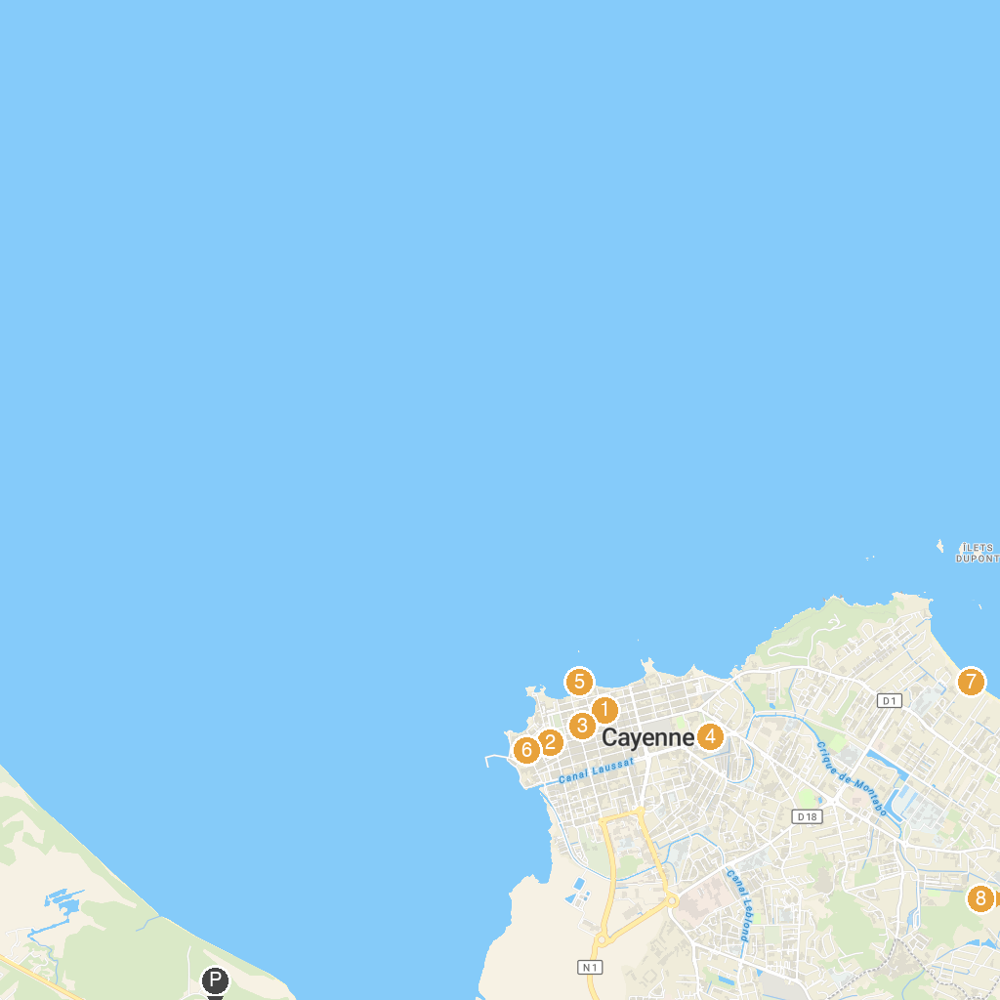 ÎLETS
DUPONT
5
7
1
D1
3
Cayenne
4
2
6
Canal Laussat
Crique de Montabo
D18
Canal Leblond
8
N1
P